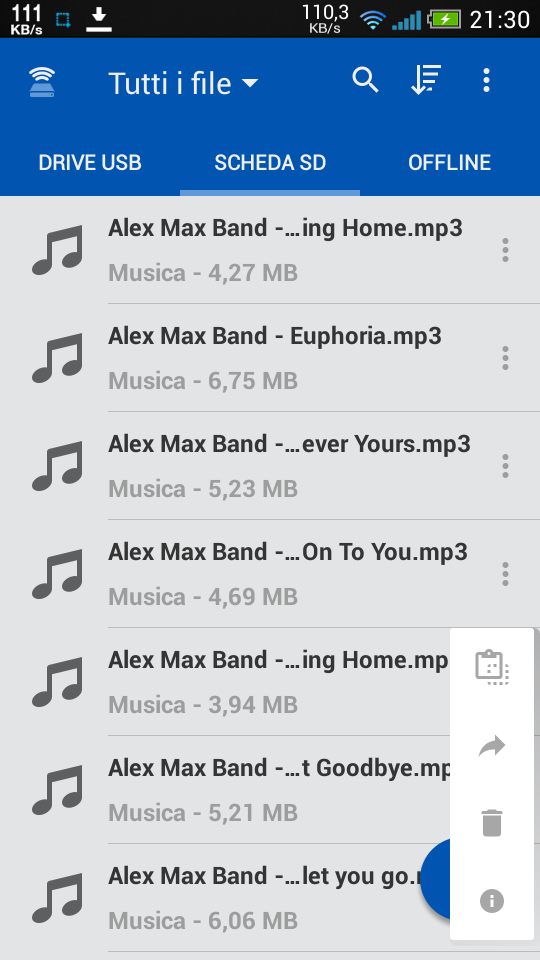 111 KB/s 110,3 KB/s 21:30
Tutti i file
DRIVE USB SCHEDA SD OFFLINE
Alex Max Band -...ing Home.mp3
Musica - 4,27 MB
Alex Max Band - Euphoria.mp3
Musica - 6,75 MB
Alex Max Band -...ever Yours.mp3
Musica - 5,23 MB
Alex Max Band -...On To You.mp3
Musica - 4,69 MB
Alex Max Band -...ing Home.mp
Musica - 3,94 MB
Alex Max Band -...t Goodbye.mp
Musica - 5,21 MB
Alex Max Band -...let you go.
Musica - 6,06 MB